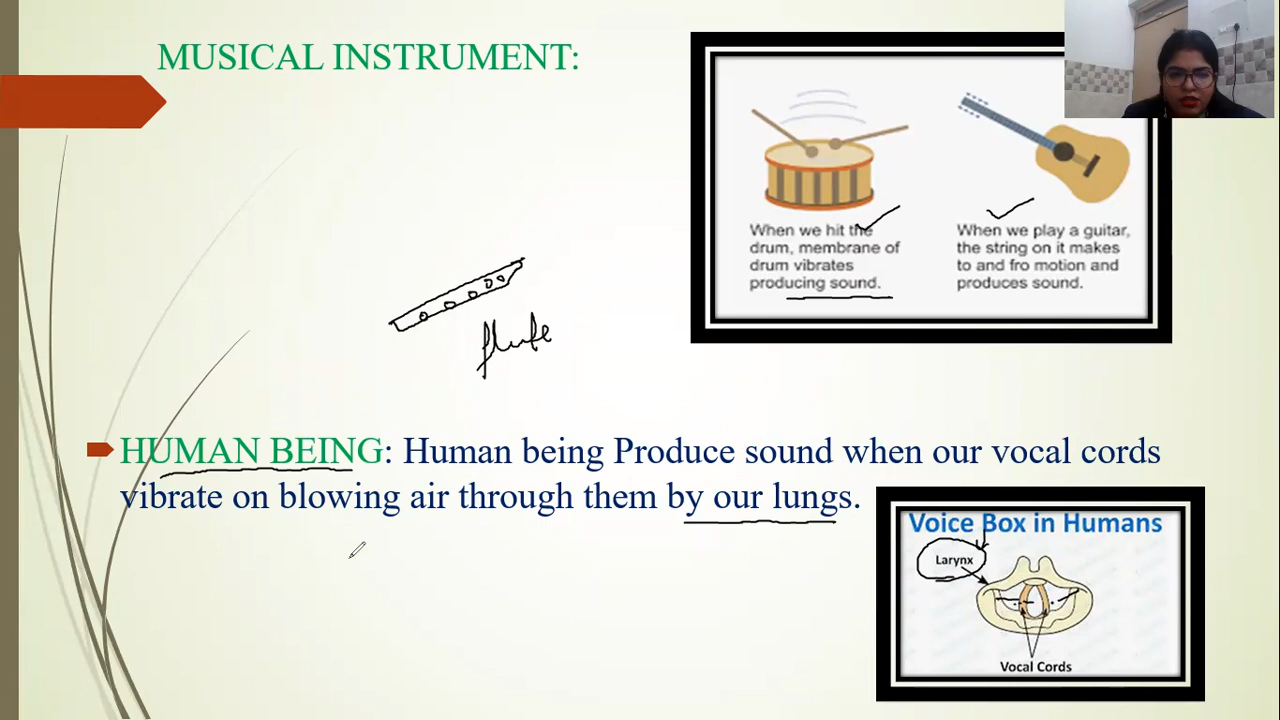 MUSICAL INSTRUMENT:
When we hit the
drum, membrane of
drum vibrates
producing sound.
When we play a guitar,
the string on it makes
to and fro motion and
produces sound.
flute
HUMAN BEING: Human being Produce sound when our vocal cords
vibrate on blowing air through them by our lungs.
Voice Box in Humans
Larynx
Vocal Cords